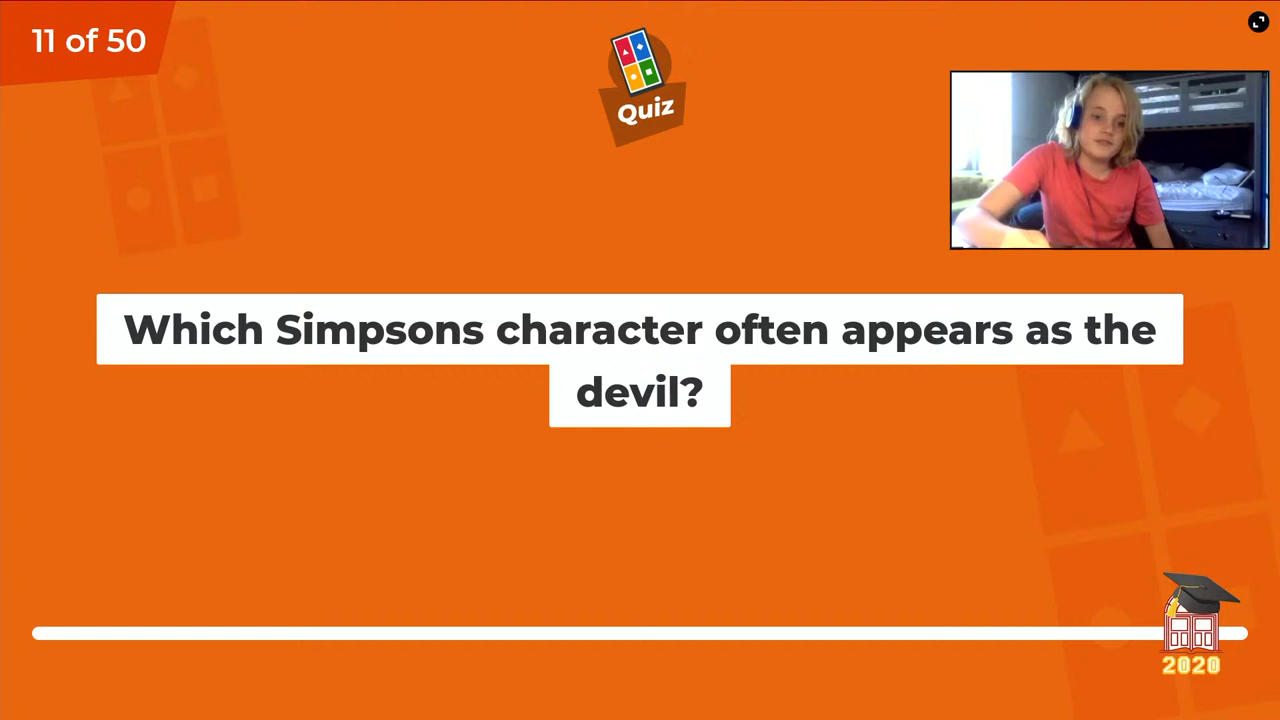 11 of 50
Quiz
Which Simpsons character often appears as the
devil?
2020